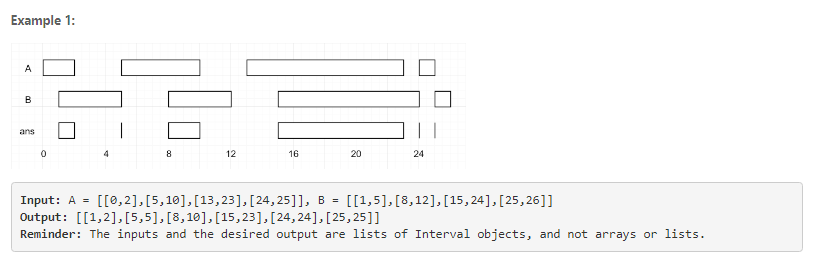 Example 1:
A
B
ans
0 4 8 12 16 20 24
Input: A = [[0,2],[5,10],[13,23],[24,25]], B = [[1,5],[8,12],[15,24],[25,26]]
Output: [[1,2],[5,5],[8,10],[15,23],[24,24],[25,25]]
Reminder: The inputs and the desired output are lists of Interval objects, and not arrays or lists.